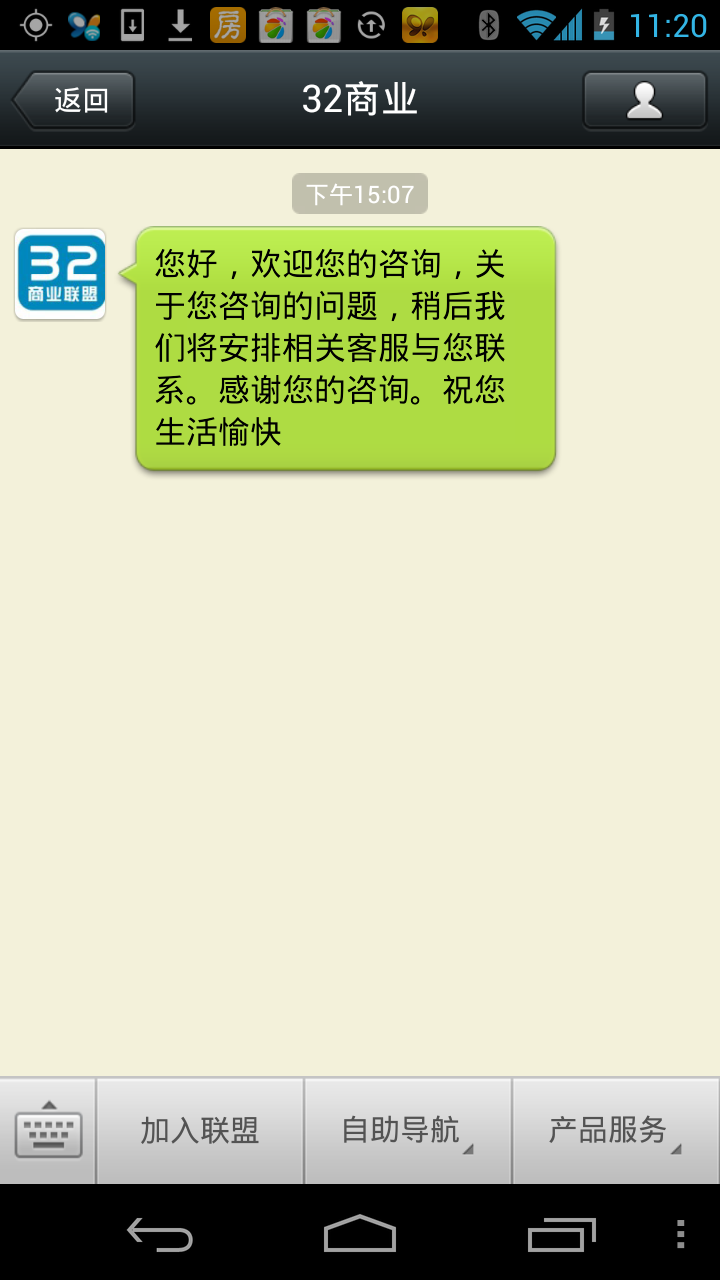 房
11:20
返回
32商业
下午15:07
32
商业联盟
您好，欢迎您的咨询，关
于您咨询的问题，稍后我
们将安排相关客服与您联
系。感谢您的咨询。祝您
生活愉快
加入联盟
自助导航
产品服务